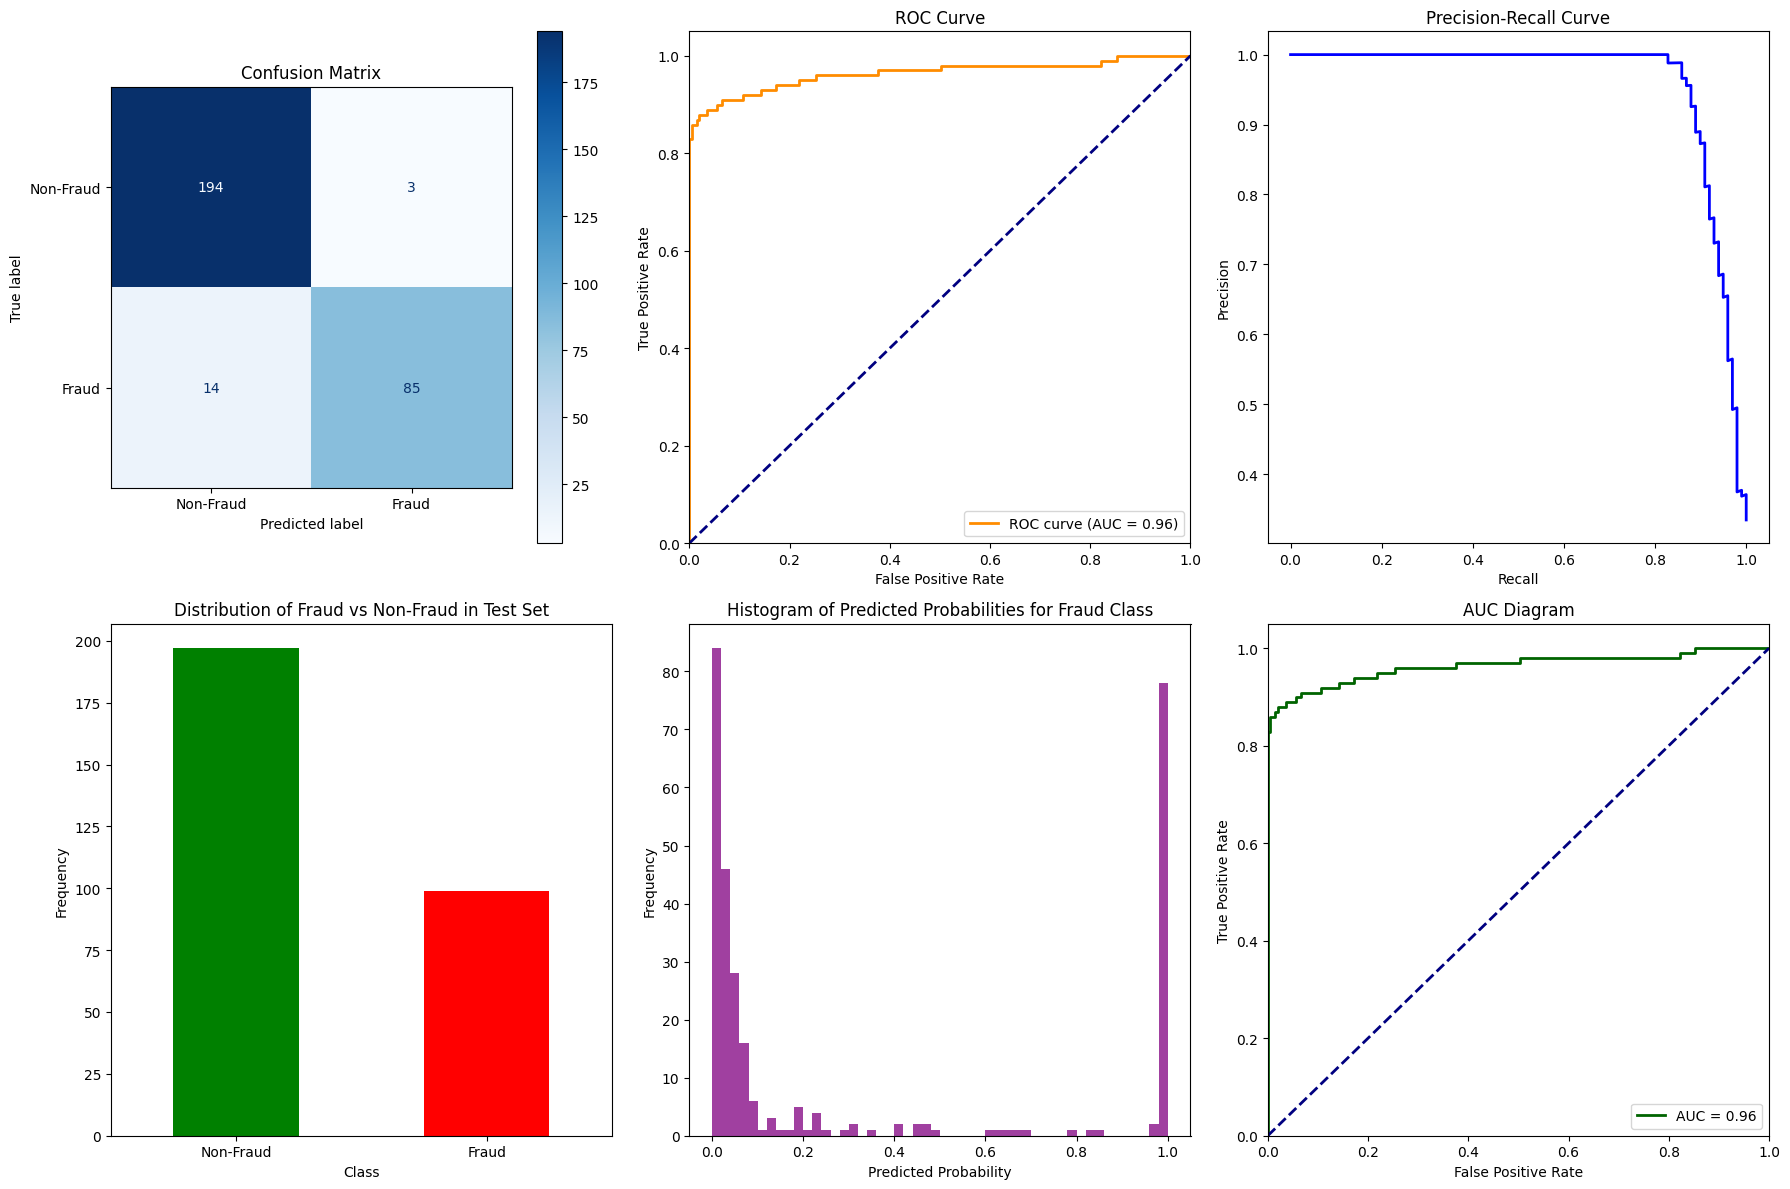 Confusion Matrix
175
150
125
100
75
50
25
Non-Fraud
Fraud
194
3
14
85
True label
Non-Fraud
Fraud
Predicted label
ROC Curve
1.0
0.8
0.6
0.4
0.2
0.0
True Positive Rate
ROC curve (AUC = 0.96)
0.0 0.2 0.4 0.6 0.8 1.0
False Positive Rate
Precision-Recall Curve
1.0
0.9
0.8
0.7
0.6
0.5
0.4
Precision
0.0 0.2 0.4 0.6 0.8 1.0
Recall
Distribution of Fraud vs Non-Fraud in Test Set
200
175
150
125
100
75
50
25
0
Frequency
Non-Fraud
Fraud
Class
Histogram of Predicted Probabilities for Fraud Class
80
70
60
50
40
30
20
10
0
Frequency
0.0 0.2 0.4 0.6 0.8 1.0
Predicted Probability
AUC Diagram
1.0
0.8
0.6
0.4
0.2
0.0
True Positive Rate
AUC = 0.96
0.0 0.2 0.4 0.6 0.8 1.0
False Positive Rate